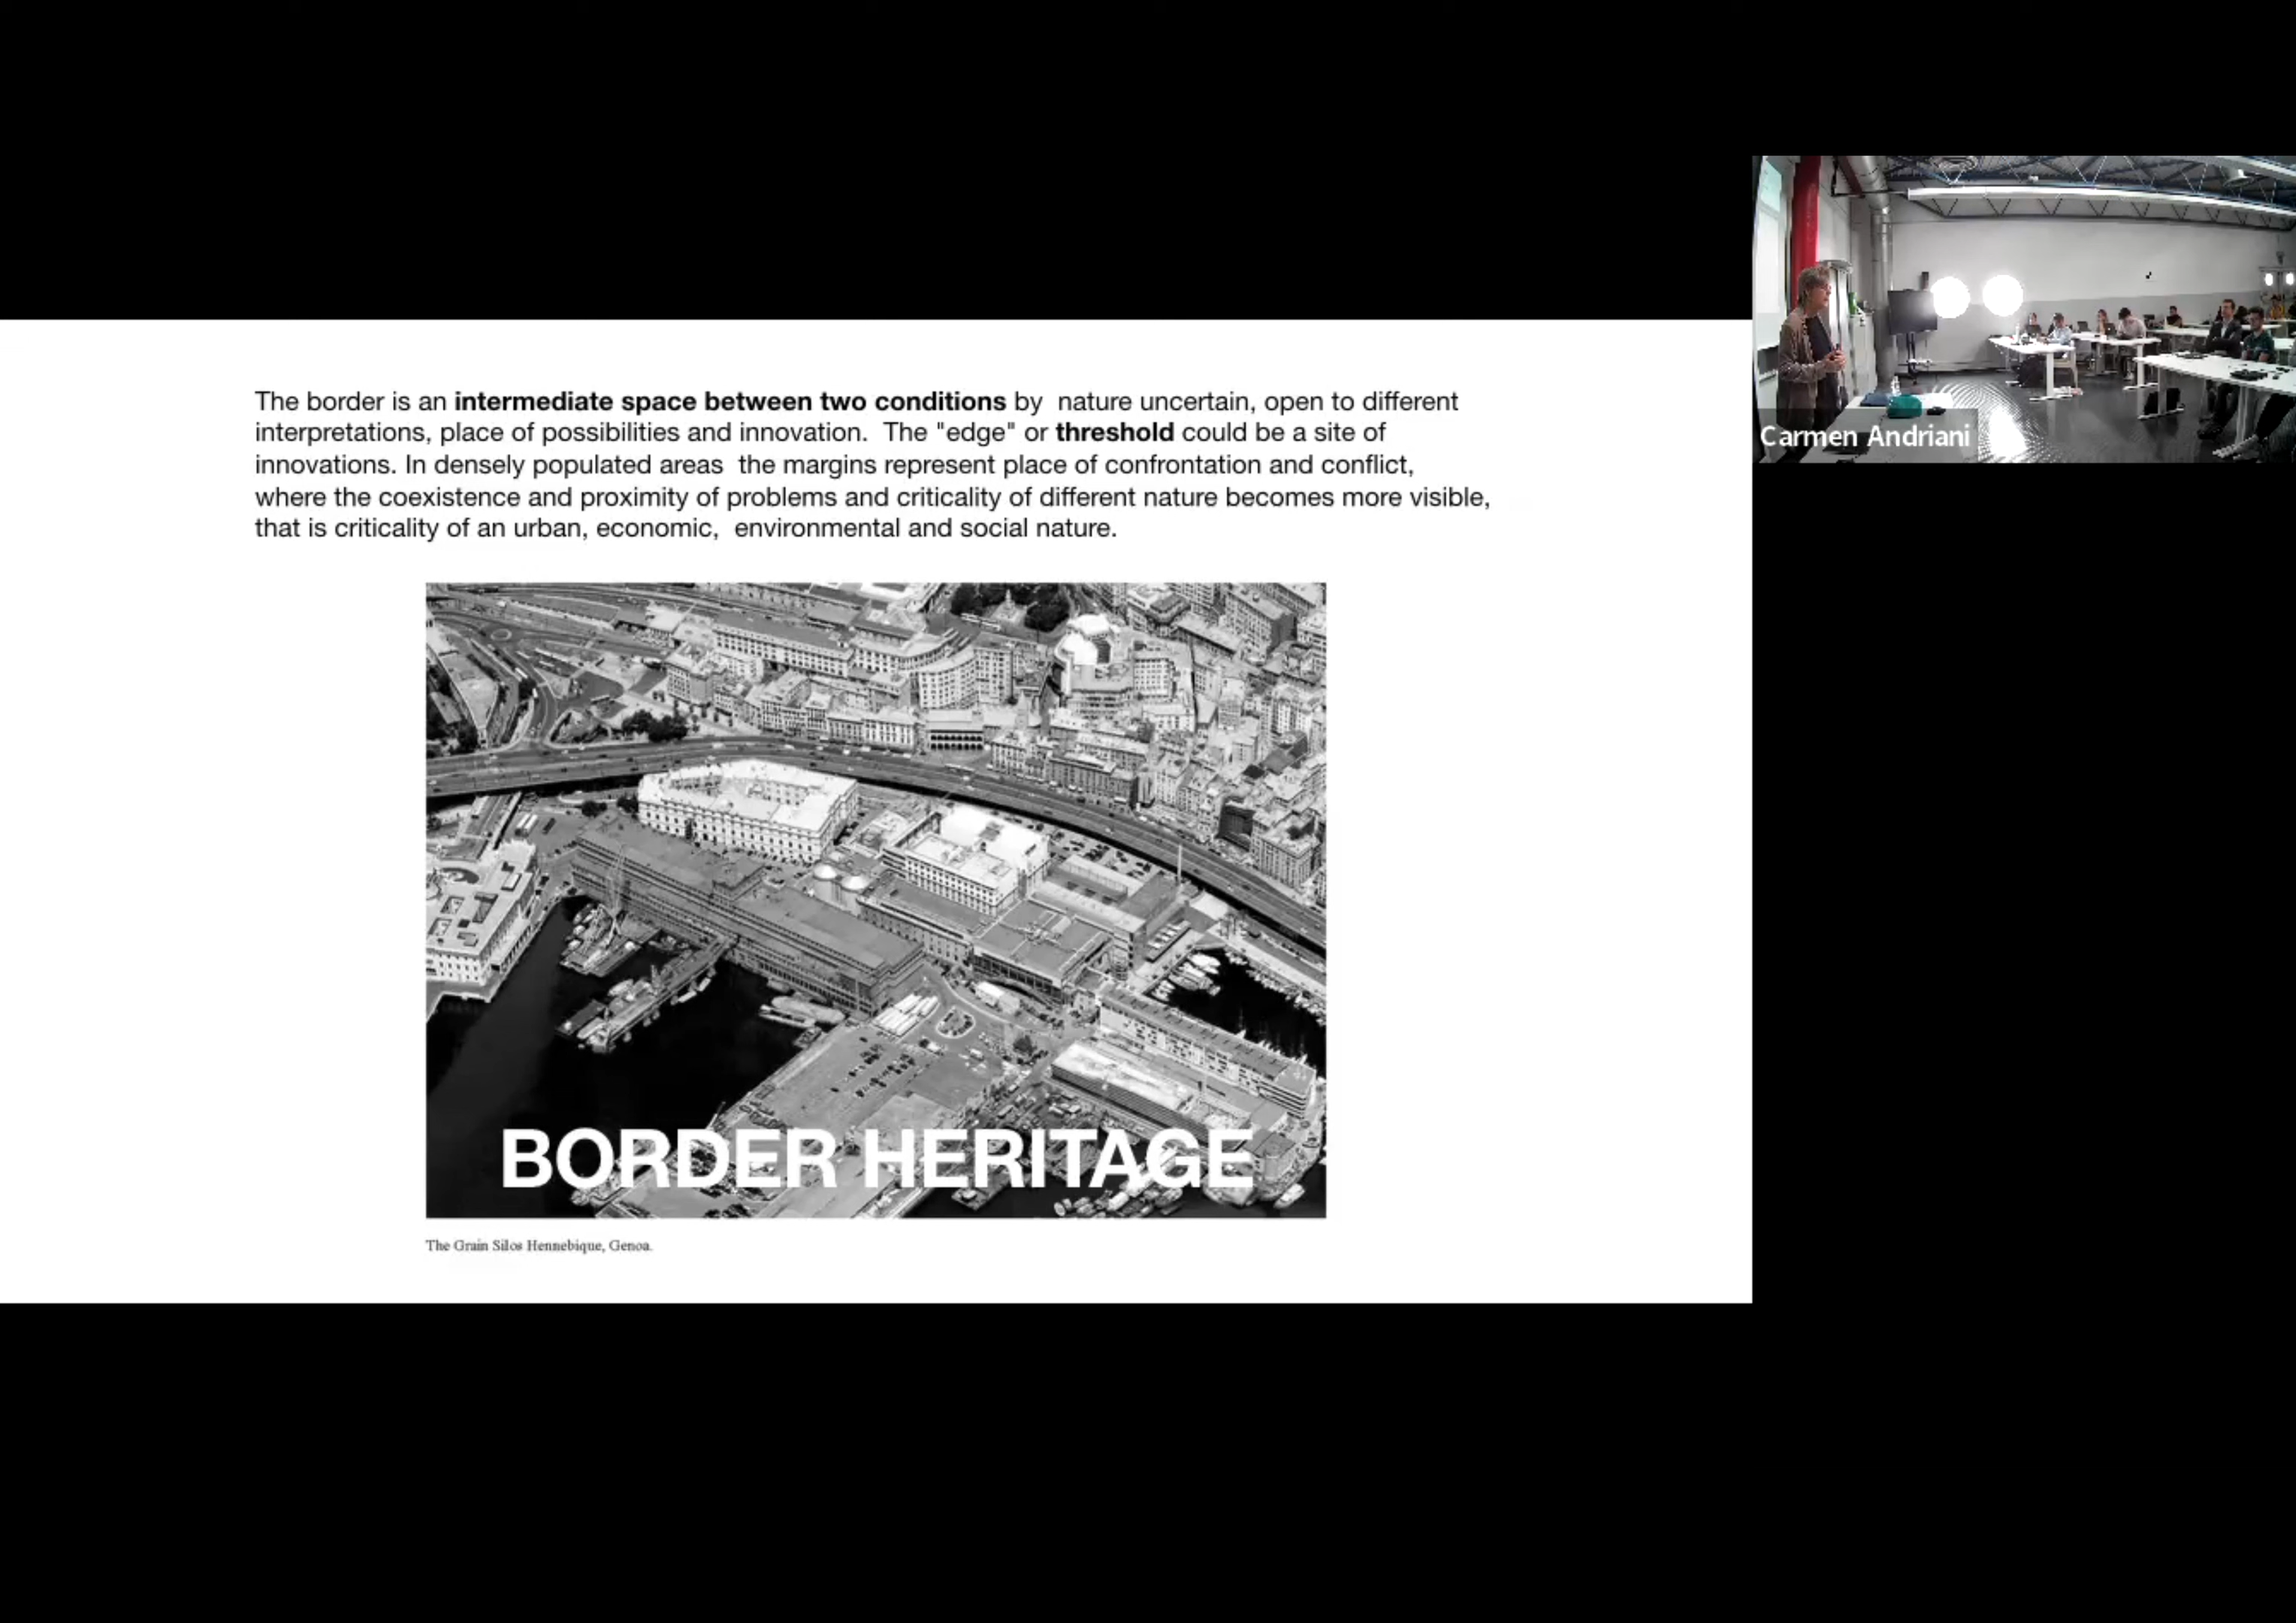 The border is an intermediate space between two conditions by nature uncertain, open to different
interpretations, place of possibilities and innovation. The "edge" or threshold could be a site of
innovations. In densely populated areas the margins represent place of confrontation and conflict,
where the coexistence and proximity of problems and criticality of different nature becomes more visible,
that is criticality of an urban, economic, environmental and social nature.
BORDER HERITAGE
The Grain Silos Hennebique, Genoa.
Carmen Andriani